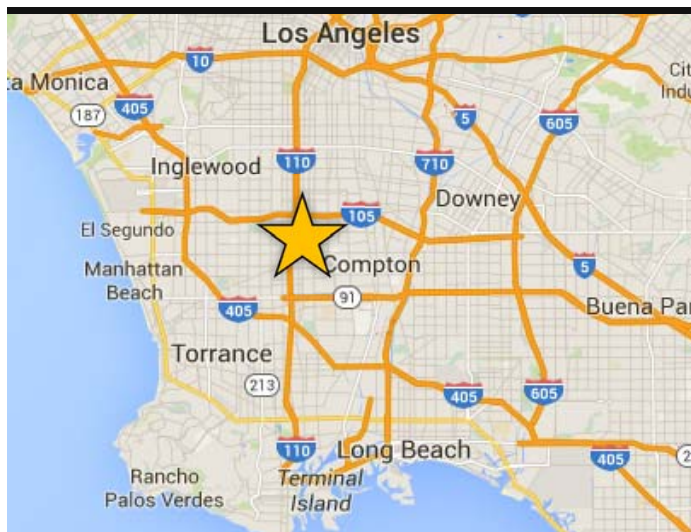 Los Angeles
10
ta Monica
Cit
Indu
405
187
5
605
110
710
Inglewood
Downey
105
El Segundo
Compton
Manhattan
Beach
5
91
405
Buena Par
Torrance
213
405
605
110
Long Beach
405
2
Rancho
Palos Verdes
Terminal
Island